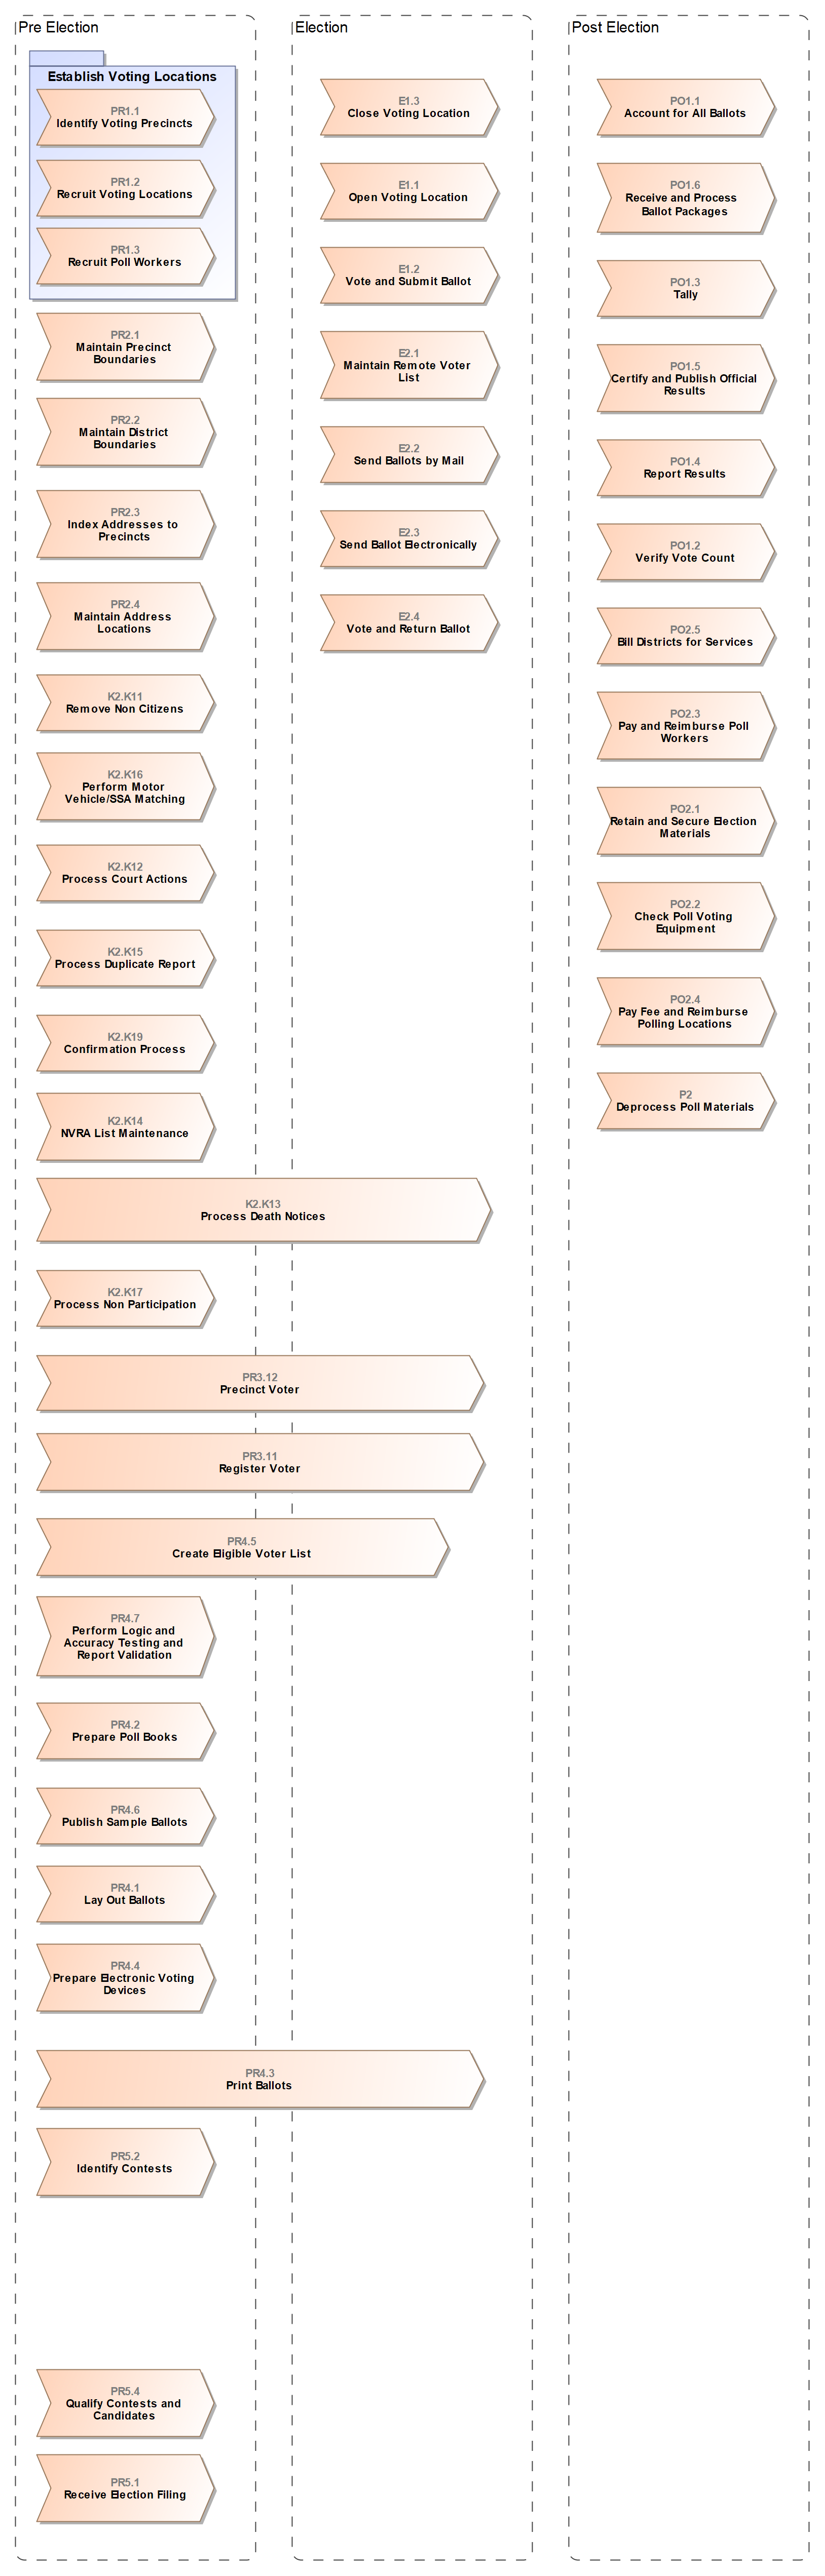 Pre Election
Establish Voting Locations
PR1.1
Identify Voting Precincts
PR1.2
Recruit Voting Locations
PR1.3
Recruit Poll Workers
PR2.1
Maintain Precinct
Boundaries
PR2.2
Maintain District
Boundaries
PR2.3
Index Addresses to
Precincts
PR2.4
Maintain Address
Locations
K2.K11
Remove Non Citizens
K2.K16
Perform Motor
Vehicle/SSA Matching
K2.K12
Process Court Actions
K2.K15
Process Duplicate Report
K2.K19
Confirmation Process
K2.K14
NVRA List Maintenance
K2.K13
Process Death Notices
K2.K17
Process Non Participation
PR3.12
Precinct Voter
PR3.11
Register Voter
PR4.5
Create Eligible Voter List
PR4.7
Perform Logic and
Accuracy Testing and
Report Validation
PR4.2
Prepare Poll Books
PR4.6
Publish Sample Ballots
PR4.1
Lay Out Ballots
PR4.4
Prepare Electronic Voting
Devices
PR4.3
Print Ballots
PR5.2
Identify Contests
PR5.4
Qualify Contests and
Candidates
PR5.1
Receive Election Filing
Election
E1.3
Close Voting Location
E1.1
Open Voting Location
E1.2
Vote and Submit Ballot
E2.1
Maintain Remote Voter
List
E2.2
Send Ballots by Mail
E2.3
Send Ballot Electronically
E2.4
Vote and Return Ballot
Post Election
PO1.1
Account for All Ballots
PO1.6
Receive and Process
Ballot Packages
PO1.3
Tally
PO1.5
Certify and Publish Official
Results
PO1.4
Report Results
PO1.2
Verify Vote Count
PO2.5
Bill Districts for Services
PO2.3
Pay and Reimburse Poll
Workers
PO2.1
Retain and Secure Election
Materials
PO2.2
Check Poll Voting
Equipment
PO2.4
Pay Fee and Reimburse
Polling Locations
P2
Deprocess Poll Materials